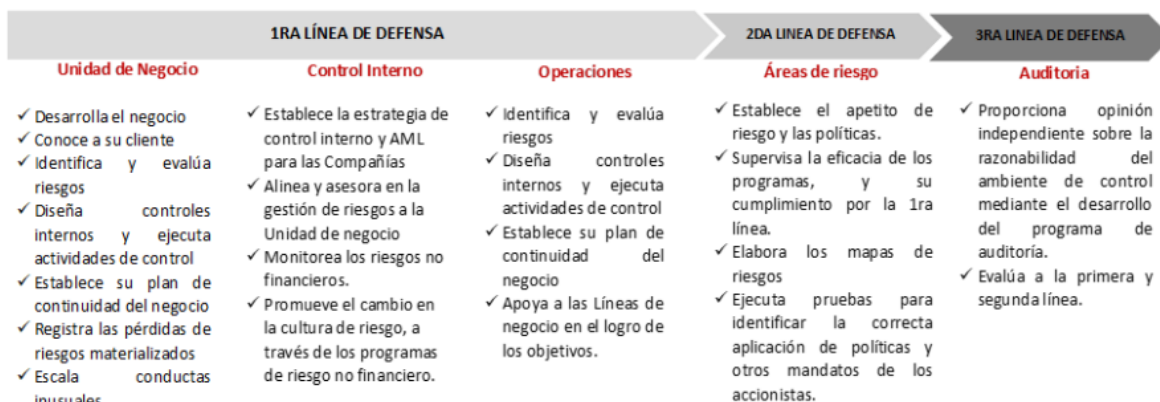 1RA LÍNEA DE DEFENSA
2DA LINEA DE DEFENSA
3RA LINEA DE DEFENSA
Unidad de Negocio
✓ Desarrolla el negocio
✓ Conoce a su cliente
✓ Identifica y evalúa
riesgos
✓ Diseña controles
internos y ejecuta
actividades de control
✓ Establece su plan de
continuidad del negocio
✓ Registra las pérdidas de
riesgos materializados
✓ Escala conductas
inusuales
Control Interno
✓ Establece la estrategia de
control interno y AML
para las Compañías
✓ Alinea y asesora en la
gestión de riesgos a la
Unidad de negocio
✓ Monitorea los riesgos no
financieros.
✓ Promueve el cambio en
la cultura de riesgo, a
través de los programas
de riesgo no financiero.
Operaciones
✓ Identifica y evalúa
riesgos
✓ Diseña controles
internos y ejecuta
actividades de control
✓ Establece su plan de
continuidad del
negocio
✓ Apoya a las Líneas de
negocio en el logro de
los objetivos.
Áreas de riesgo
✓ Establece el apetito de
riesgo y las políticas.
✓ Supervisa la eficacia de los
programas, y su
cumplimiento por la 1ra
línea.
✓ Elabora los mapas de
riesgos
✓ Ejecuta pruebas para
identificar la correcta
aplicación de políticas y
otros mandatos de los
accionistas.
Auditoria
✓ Proporciona opinión
independiente sobre la
razonabilidad del
ambiente de control
mediante el desarrollo
del programa de
auditoría.
✓ Evalúa a la primera y
segunda línea.